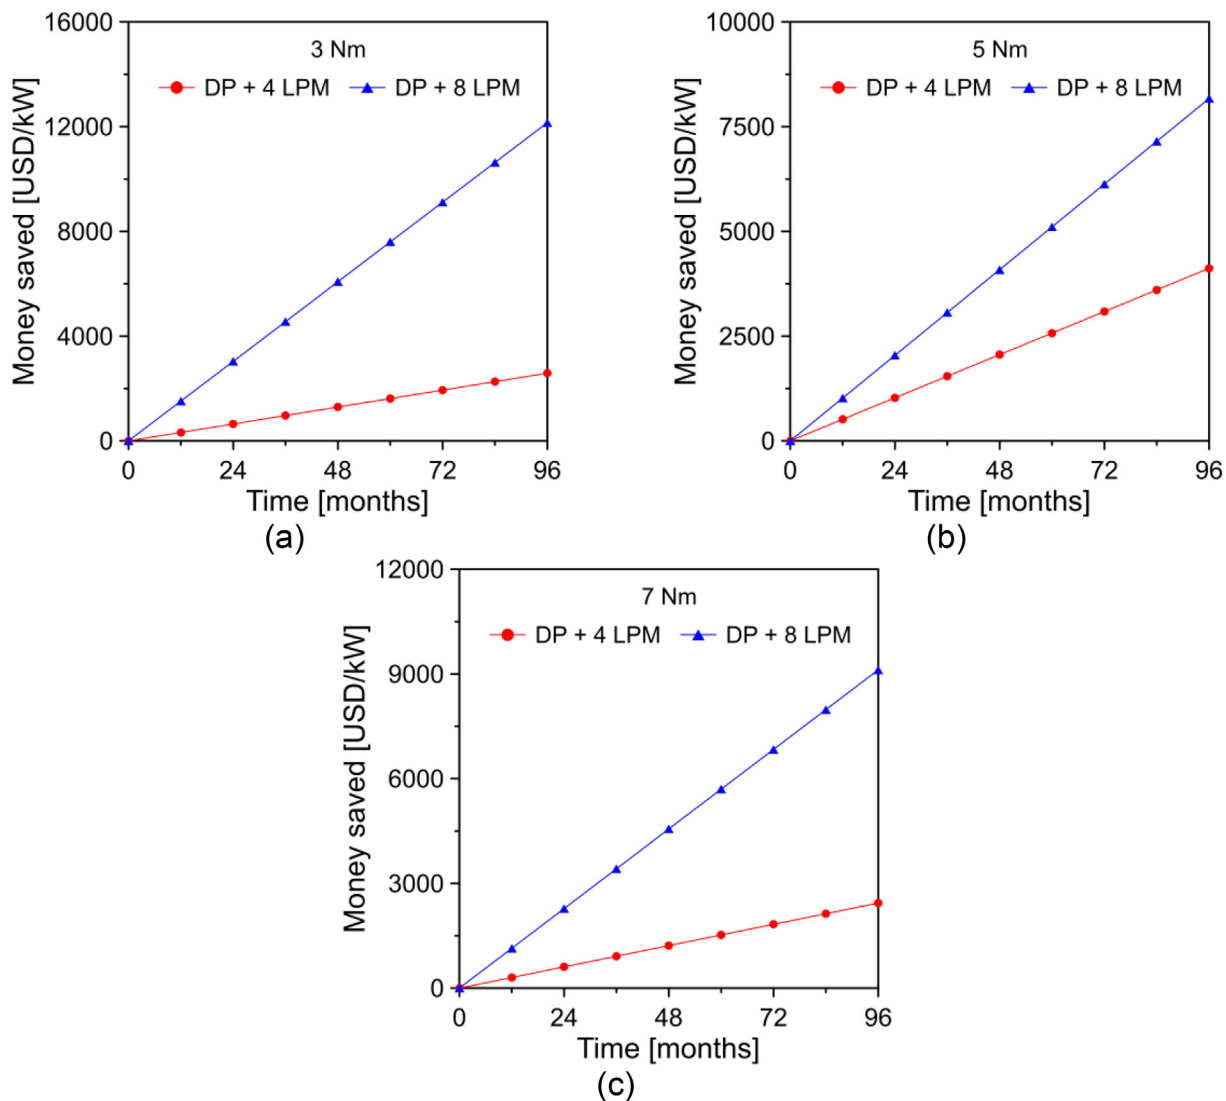 3 Nm
DP + 4 LPM DP + 8 LPM
Money saved [USD/kW]
16000
12000
8000
4000
0
0 24 48 72 96
Time [months]
(a)
5 Nm
DP + 4 LPM DP + 8 LPM
Money saved [USD/kW]
10000
7500
5000
2500
0
0 24 48 72 96
Time [months]
(b)
7 Nm
DP + 4 LPM DP + 8 LPM
Money saved [USD/kW]
12000
9000
6000
3000
0
0 24 48 72 96
Time [months]
(c)